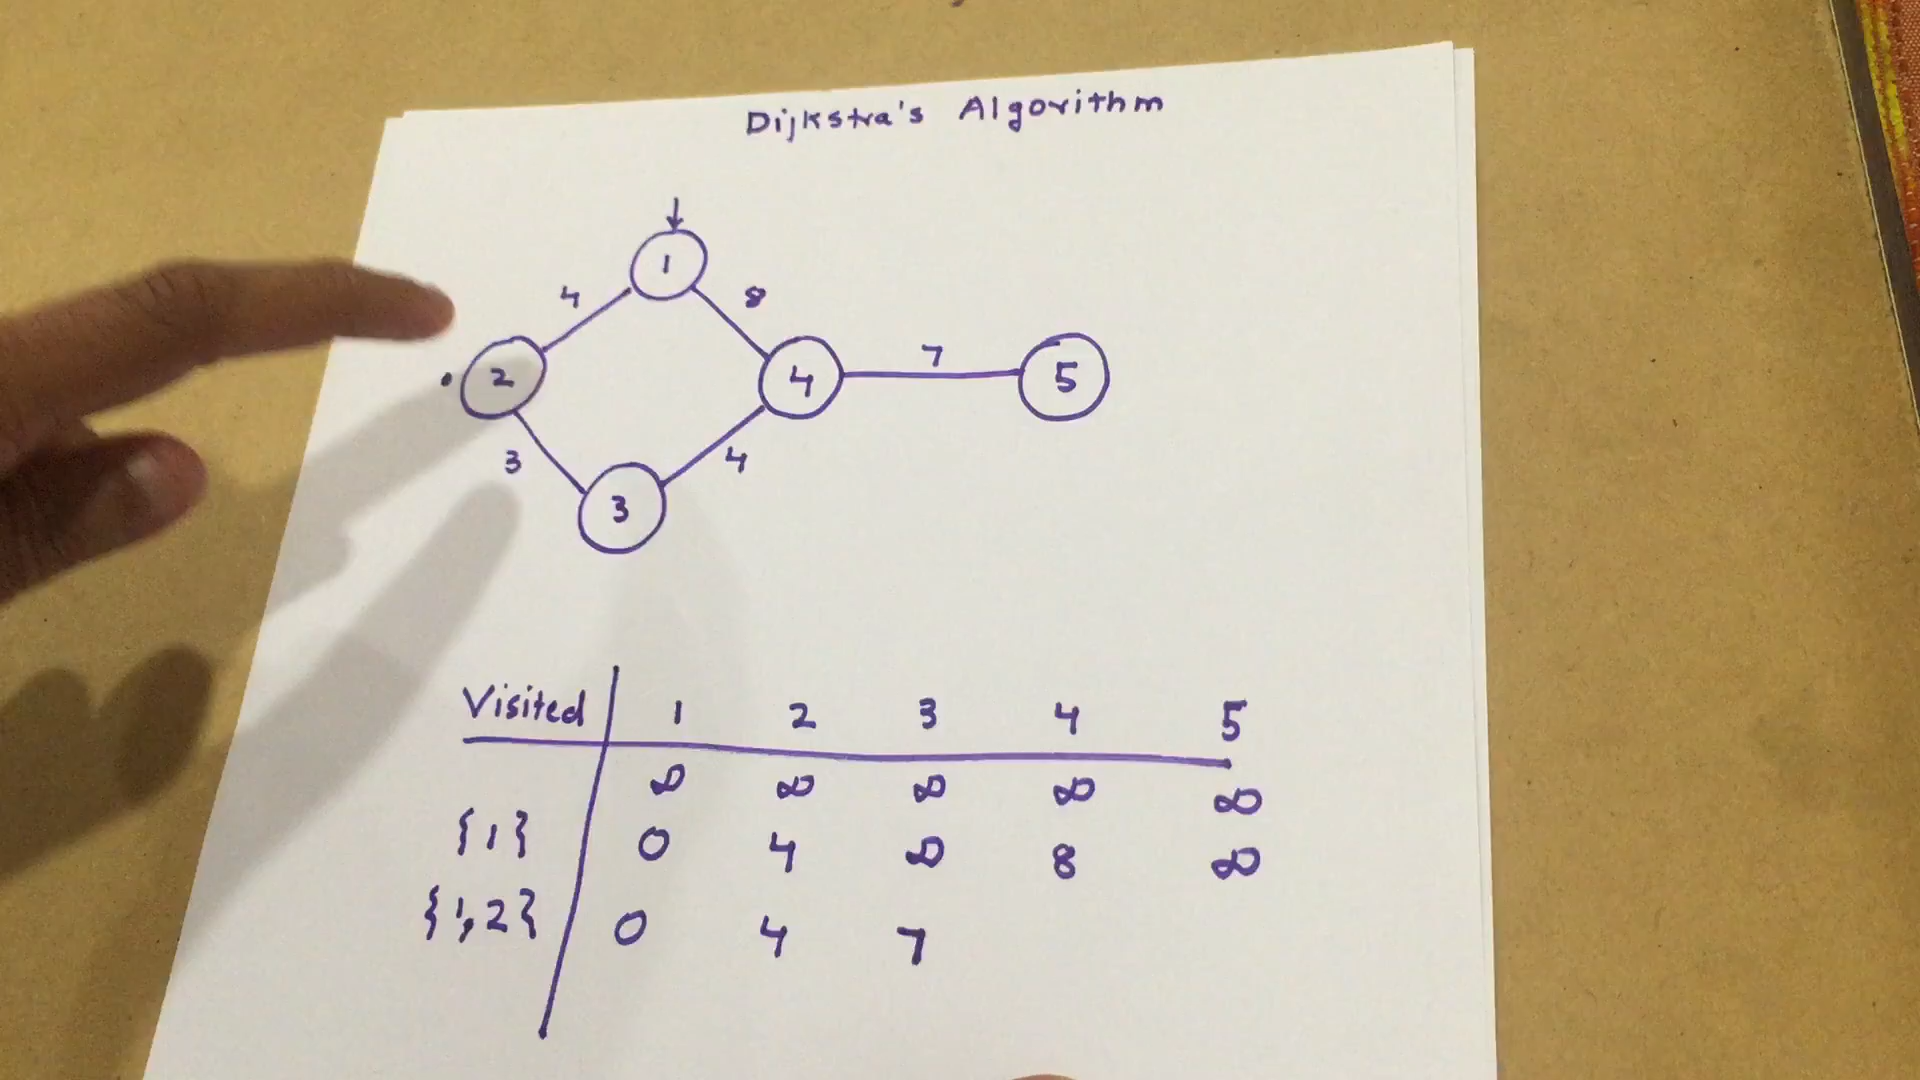 Dijkstra's Algorithm
1
4 8
2 4 7 5
3 4
3
Visited 1 2 3 4 5
∞ ∞ ∞ ∞ ∞
{1} 0 4 ∞ 8 ∞
{1,2} 0 4 7